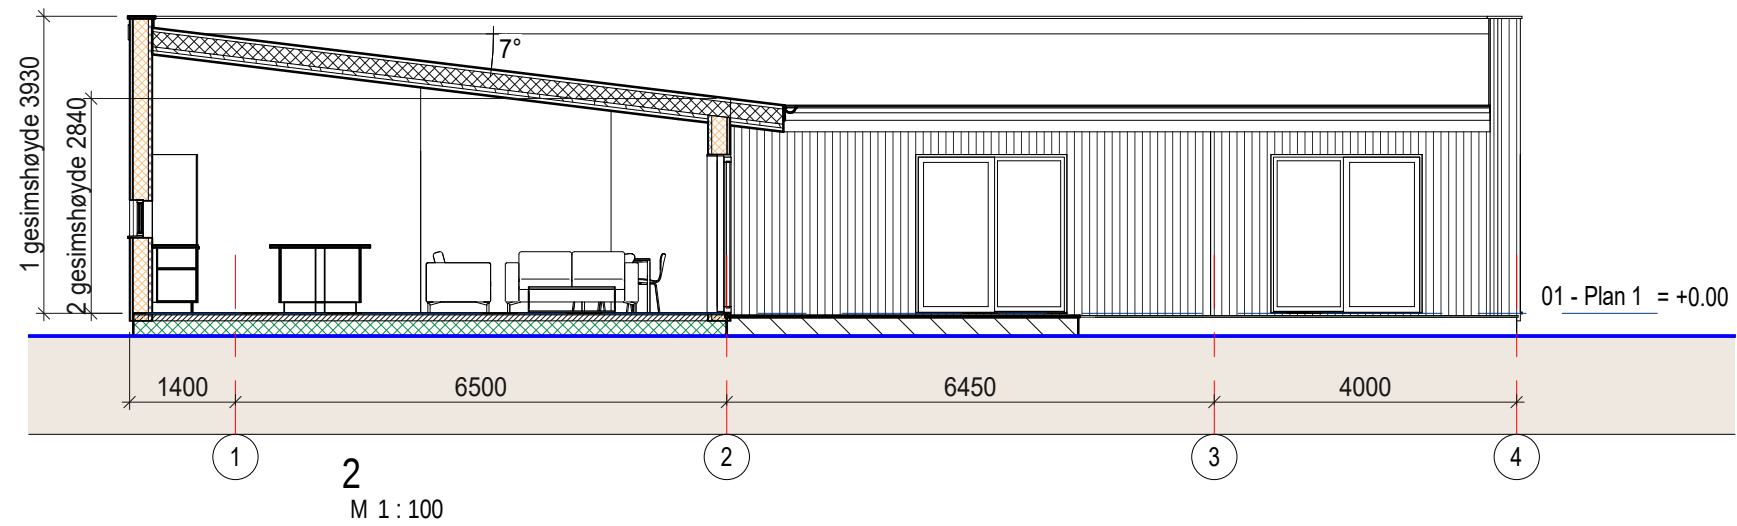 1 gesimshøyde 3930
2 gesimshøyde 2840
7°
01 - Plan 1 = +0.00
1400 6500 6450 4000
1 2 3 4
2
M 1 : 100